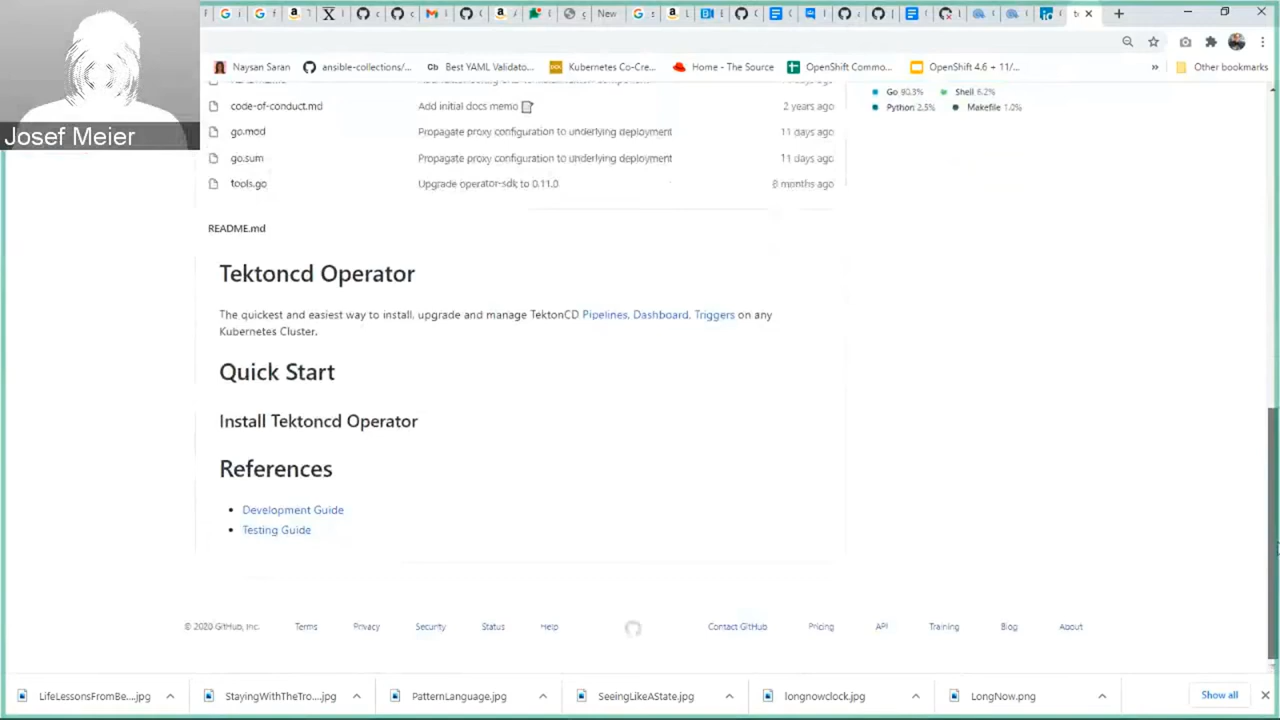 Josef Meier
New
Naysan Saran
ansible-collections/...
Cb
Best YAML Validato...
Kubernetes Co-Crea...
Home - The Source
OpenShift Commo...
OpenShift 4.6 + 11/...
»
Other bookmarks
code-of-conduct.md Add initial docs memo 2 years ago
go.mod Propagate proxy configuration to underlying deployment 11 days ago
go.sum Propagate proxy configuration to underlying deployment 11 days ago
tools.go Upgrade operator-sdk to 0.11.0 8 months ago
Go 90.3% Shell 6.2%
Python 2.5% Makefile 1.0%
README.md
Tektoncd Operator
The quickest and easiest way to install, upgrade and manage TektonCD Pipelines, Dashboard, Triggers on any
Kubernetes Cluster.
Quick Start
Install Tektoncd Operator
References
Development Guide
Testing Guide
© 2020 GitHub, Inc. Terms Privacy Security Status Help Contact GitHub Pricing API Training Blog About
LifeLessonsFromBe....jpg
StayingWithTheTro....jpg
PatternLanguage.jpg
SeeingLikeAState.jpg
longnowclock.jpg
LongNow.png
Show all